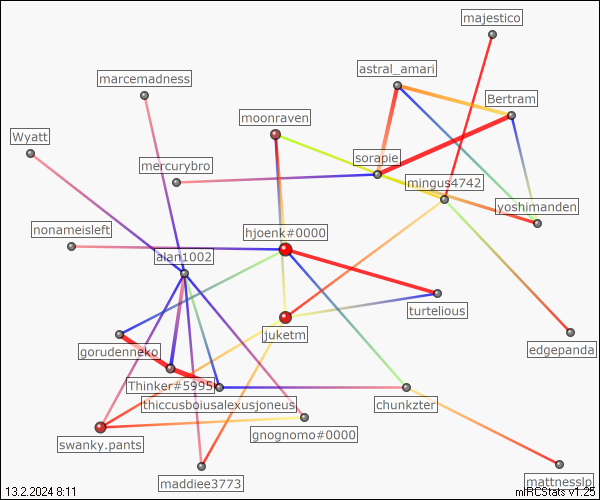 majestico
astral_amari
marcemadness
Bertram
moonraven
Wyatt
sorapie
mercurybro
mingus4742
yoshimanden
nonameisleft
hjoenk#0000
alan1002
turtelious
juketm
gorudenneko
edgepanda
Thinker#5995
thiccusboiusalexusjoneus
chunkzter
gnognomo#0000
swanky.pants
maddiee3773
mattnesslp
13.2.2024 8:11
mIRCStats v1.25